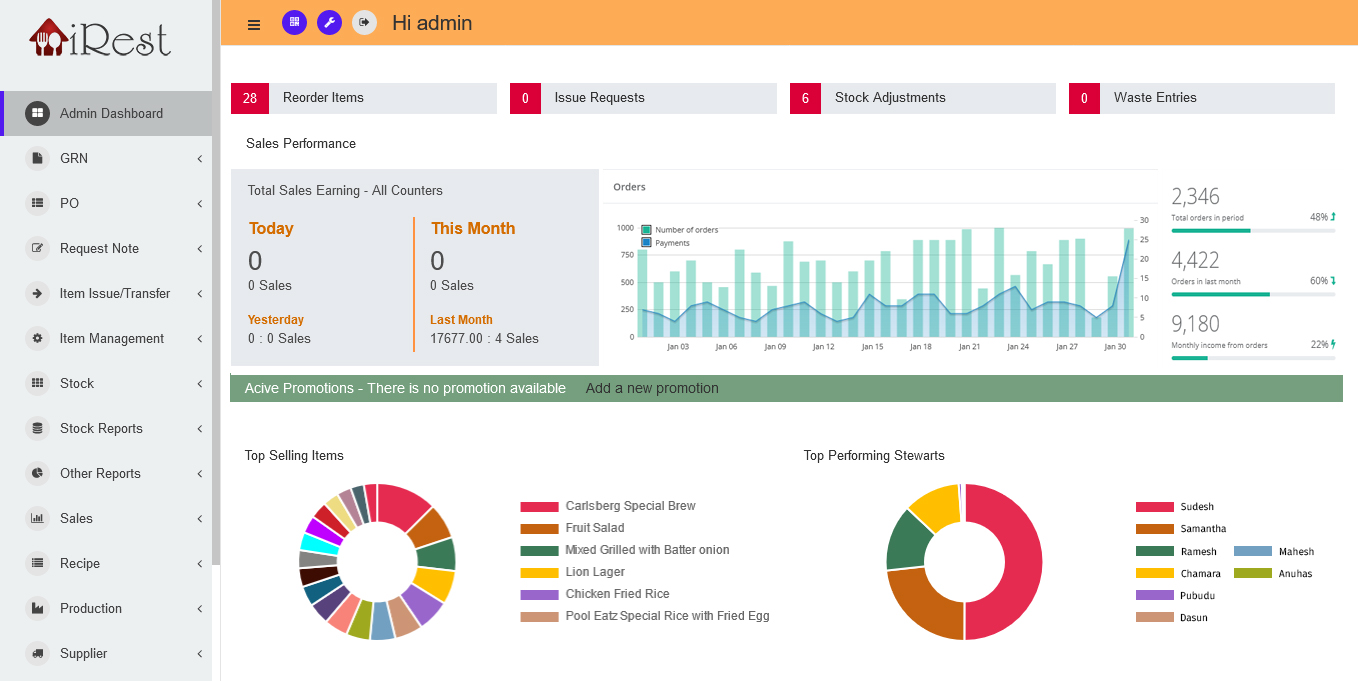 iRest
Hi admin
Admin Dashboard
GRN
PO
Request Note
Item Issue/Transfer
Item Management
Stock
Stock Reports
Other Reports
Sales
Recipe
Production
Supplier
28 Reorder Items
0 Issue Requests
6 Stock Adjustments
0 Waste Entries
Sales Performance
Total Sales Earning - All Counters
Today
0
0 Sales
Yesterday
0 : 0 Sales
This Month
0
0 Sales
Last Month
17677.00 : 4 Sales
Orders
Number of orders
Payments
1000
750
500
250
0
30
25
20
15
10
5
0
Jan 03 Jan 06 Jan 09 Jan 12 Jan 15 Jan 18 Jan 21 Jan 24 Jan 27 Jan 30
2,346
Total orders in period 48%
4,422
Orders in last month 60%
9,180
Monthly income from orders 22%
Acive Promotions - There is no promotion available Add a new promotion
Top Selling Items
Carlsberg Special Brew
Fruit Salad
Mixed Grilled with Batter onion
Lion Lager
Chicken Fried Rice
Pool Eatz Special Rice with Fried Egg
Top Performing Stewarts
Sudesh
Samantha
Ramesh Mahesh
Chamara Anuhas
Pubudu
Dasun